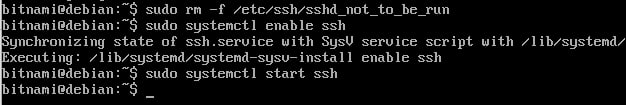 bitnami@debian:~$ sudo rm -f /etc/ssh/sshd_not_to_be_run
bitnami@debian:~$ sudo systemctl enable ssh
Synchronizing state of ssh.service with SysV service script with /lib/systemd/
Executing: /lib/systemd/systemd-sysv-install enable ssh
bitnami@debian:~$ sudo systemctl start ssh
bitnami@debian:~$ _